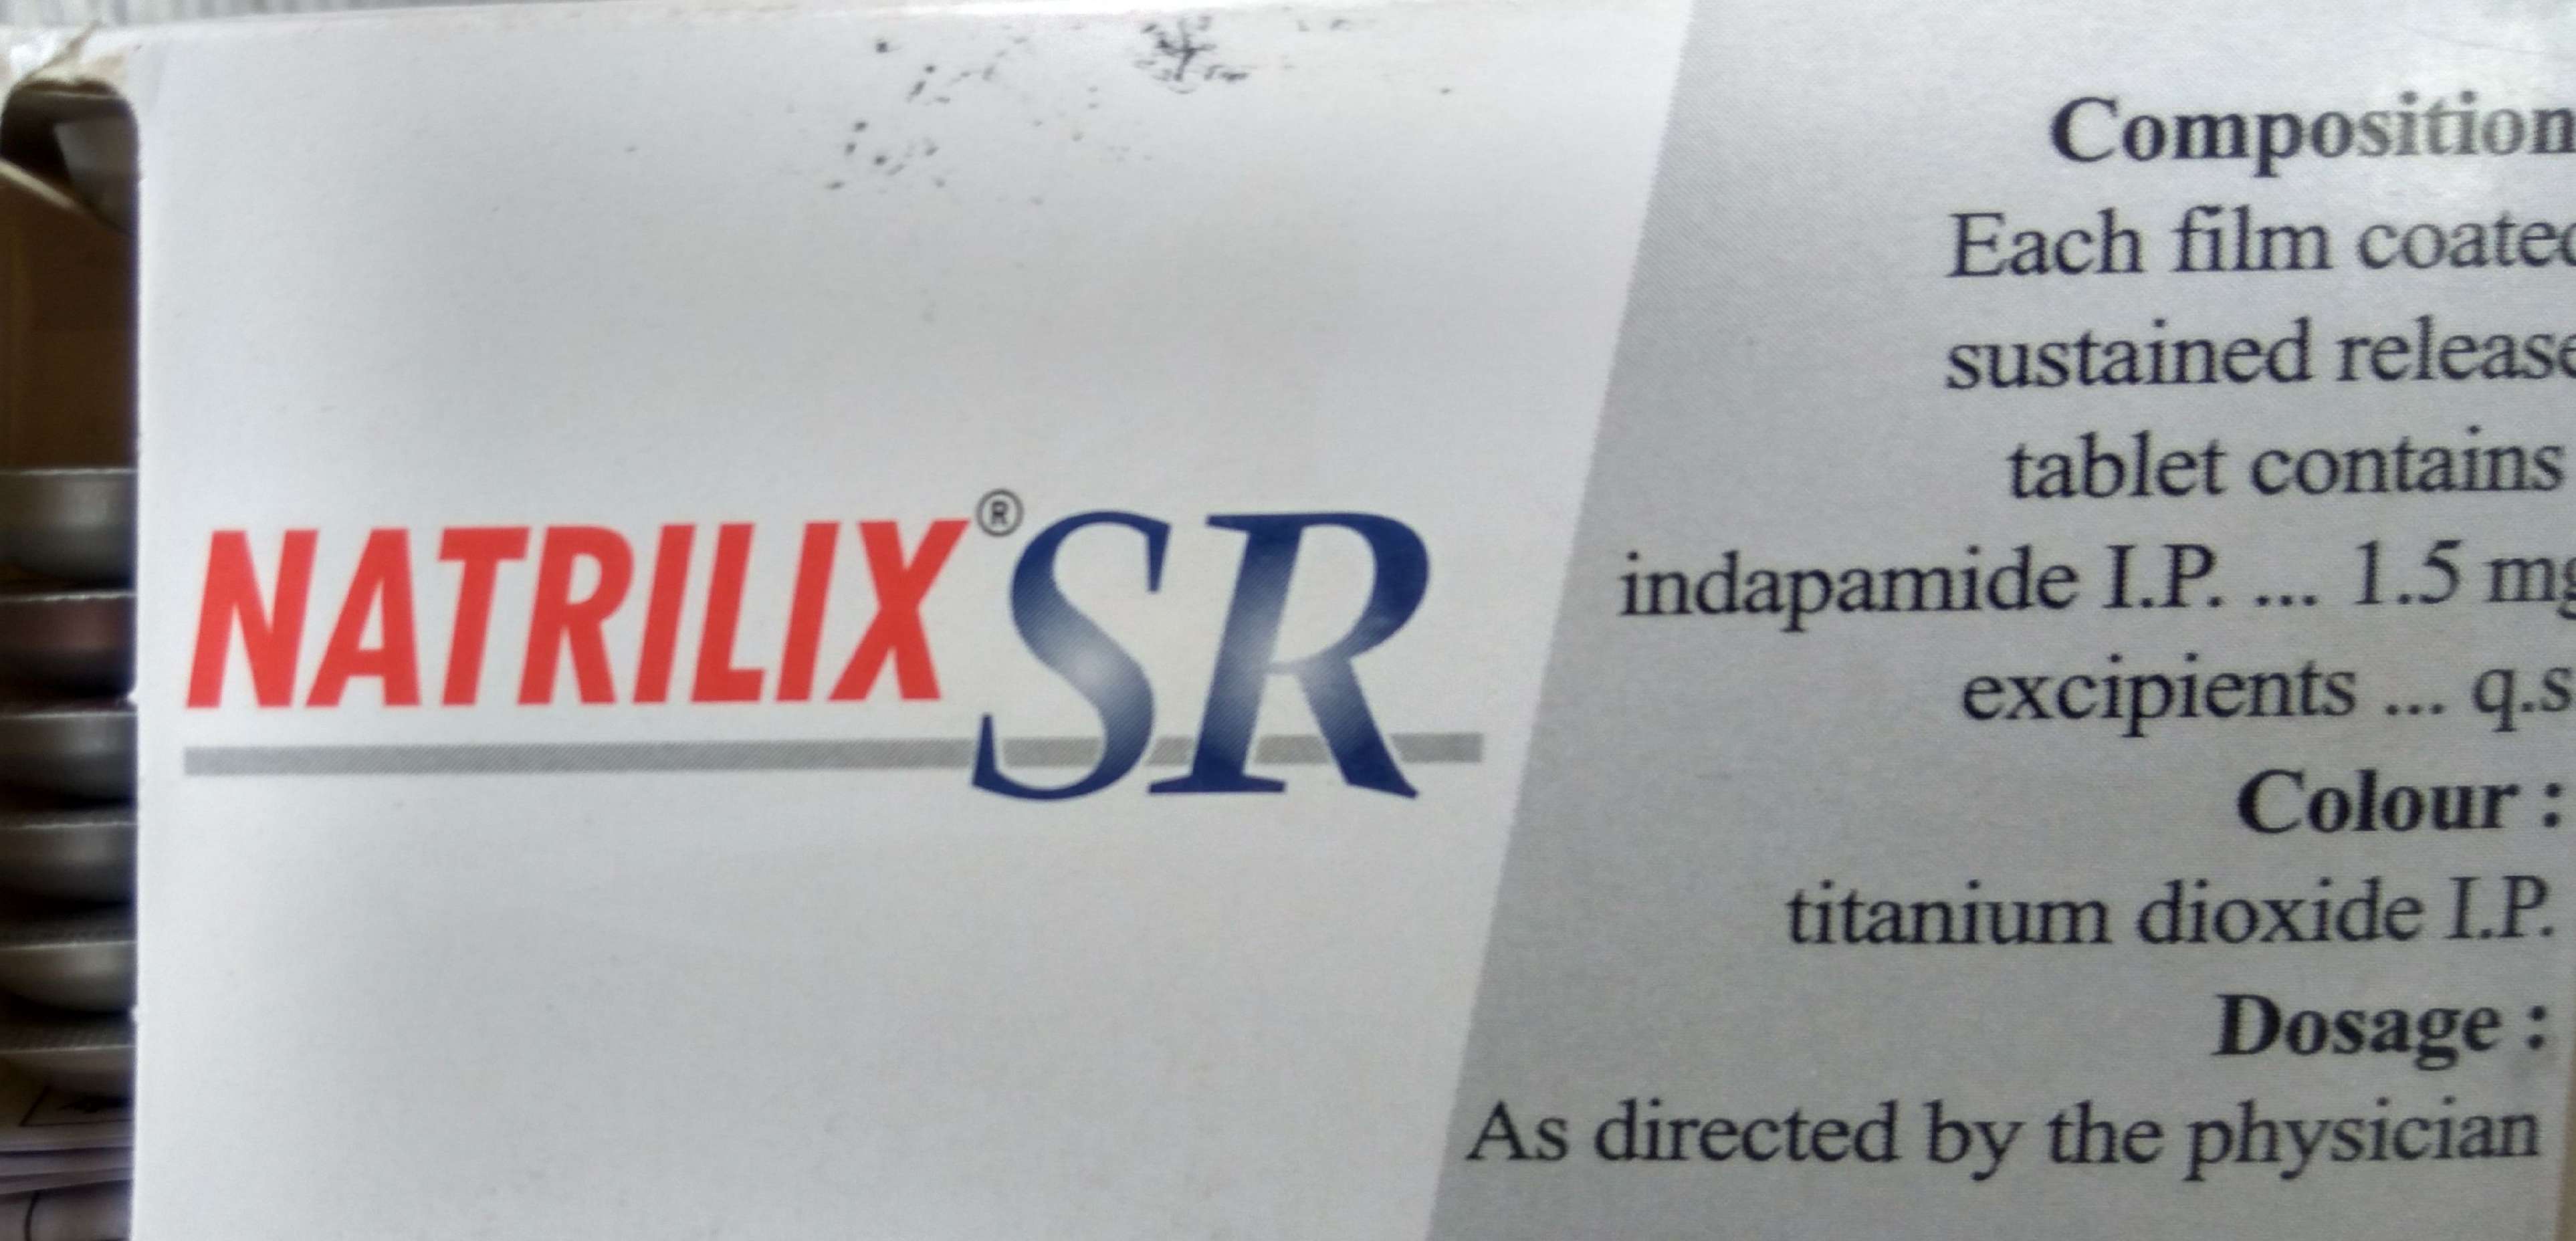 NATRILIX® SR
Composition
Each film coated
sustained release
tablet contains
indapamide I.P. ... 1.5 mg
excipients ... q.s
Colour :
titanium dioxide I.P.
Dosage :
As directed by the physician